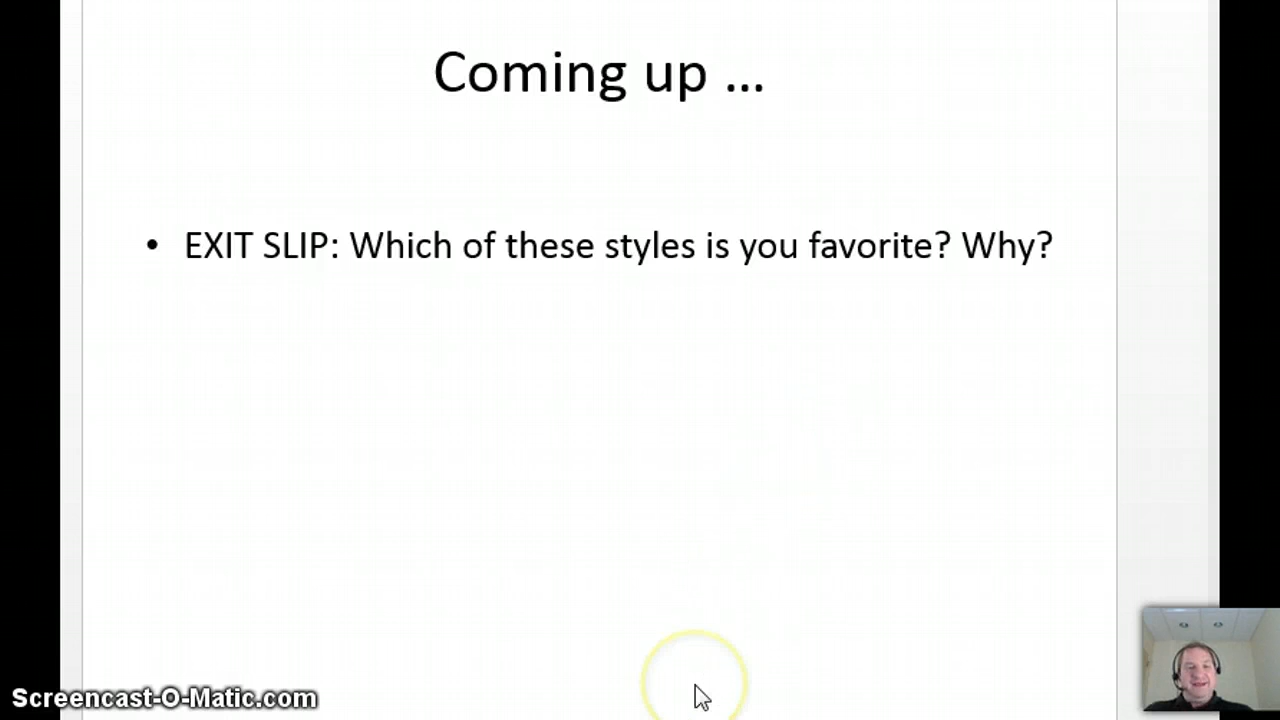 Coming up ...
• EXIT SLIP: Which of these styles is you favorite? Why?
Screencast-O-Matic.com